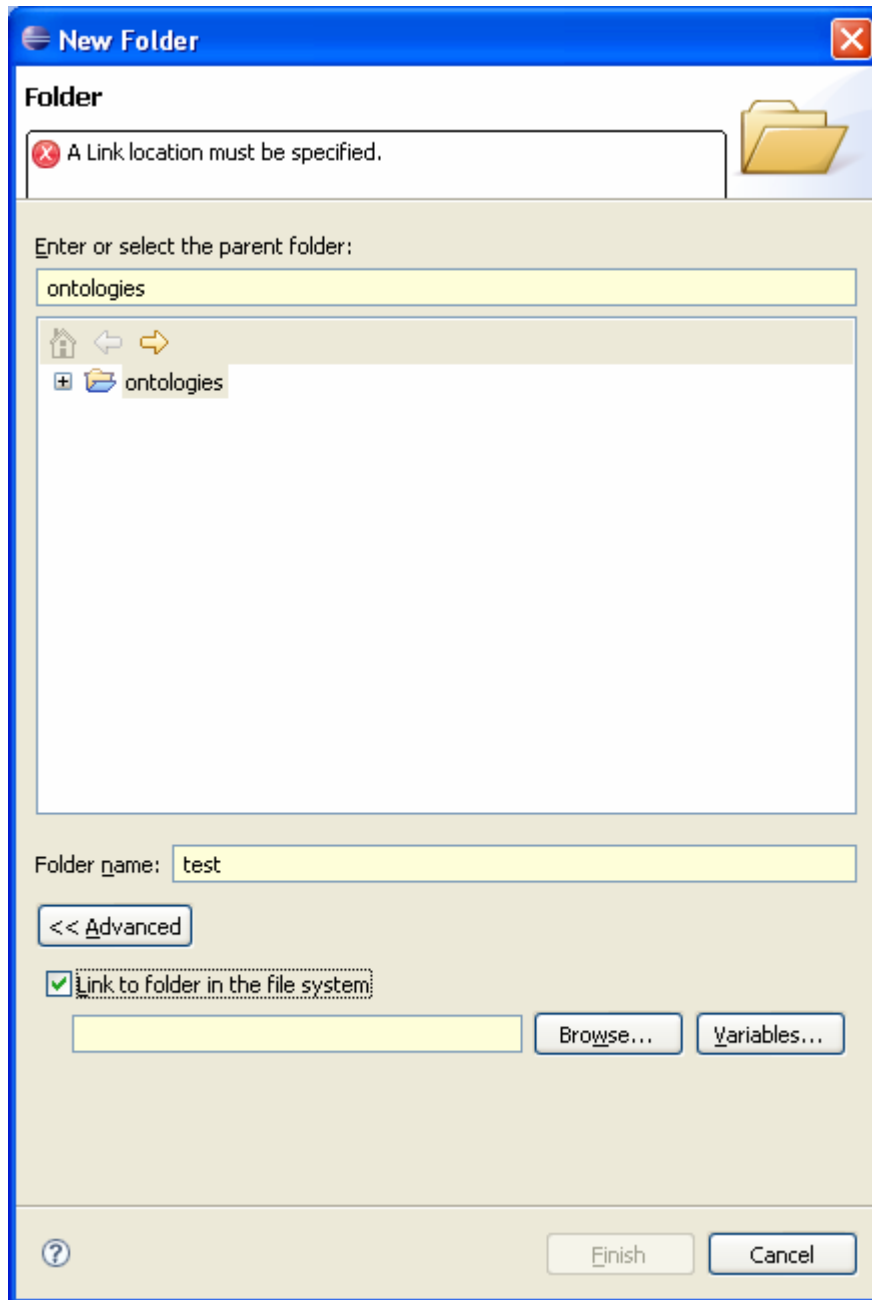 New Folder
Folder
A Link location must be specified.
Enter or select the parent folder:
ontologies
ontologies
Folder name: test
<< Advanced
Link to folder in the file system
Browse... Variables...
Finish Cancel